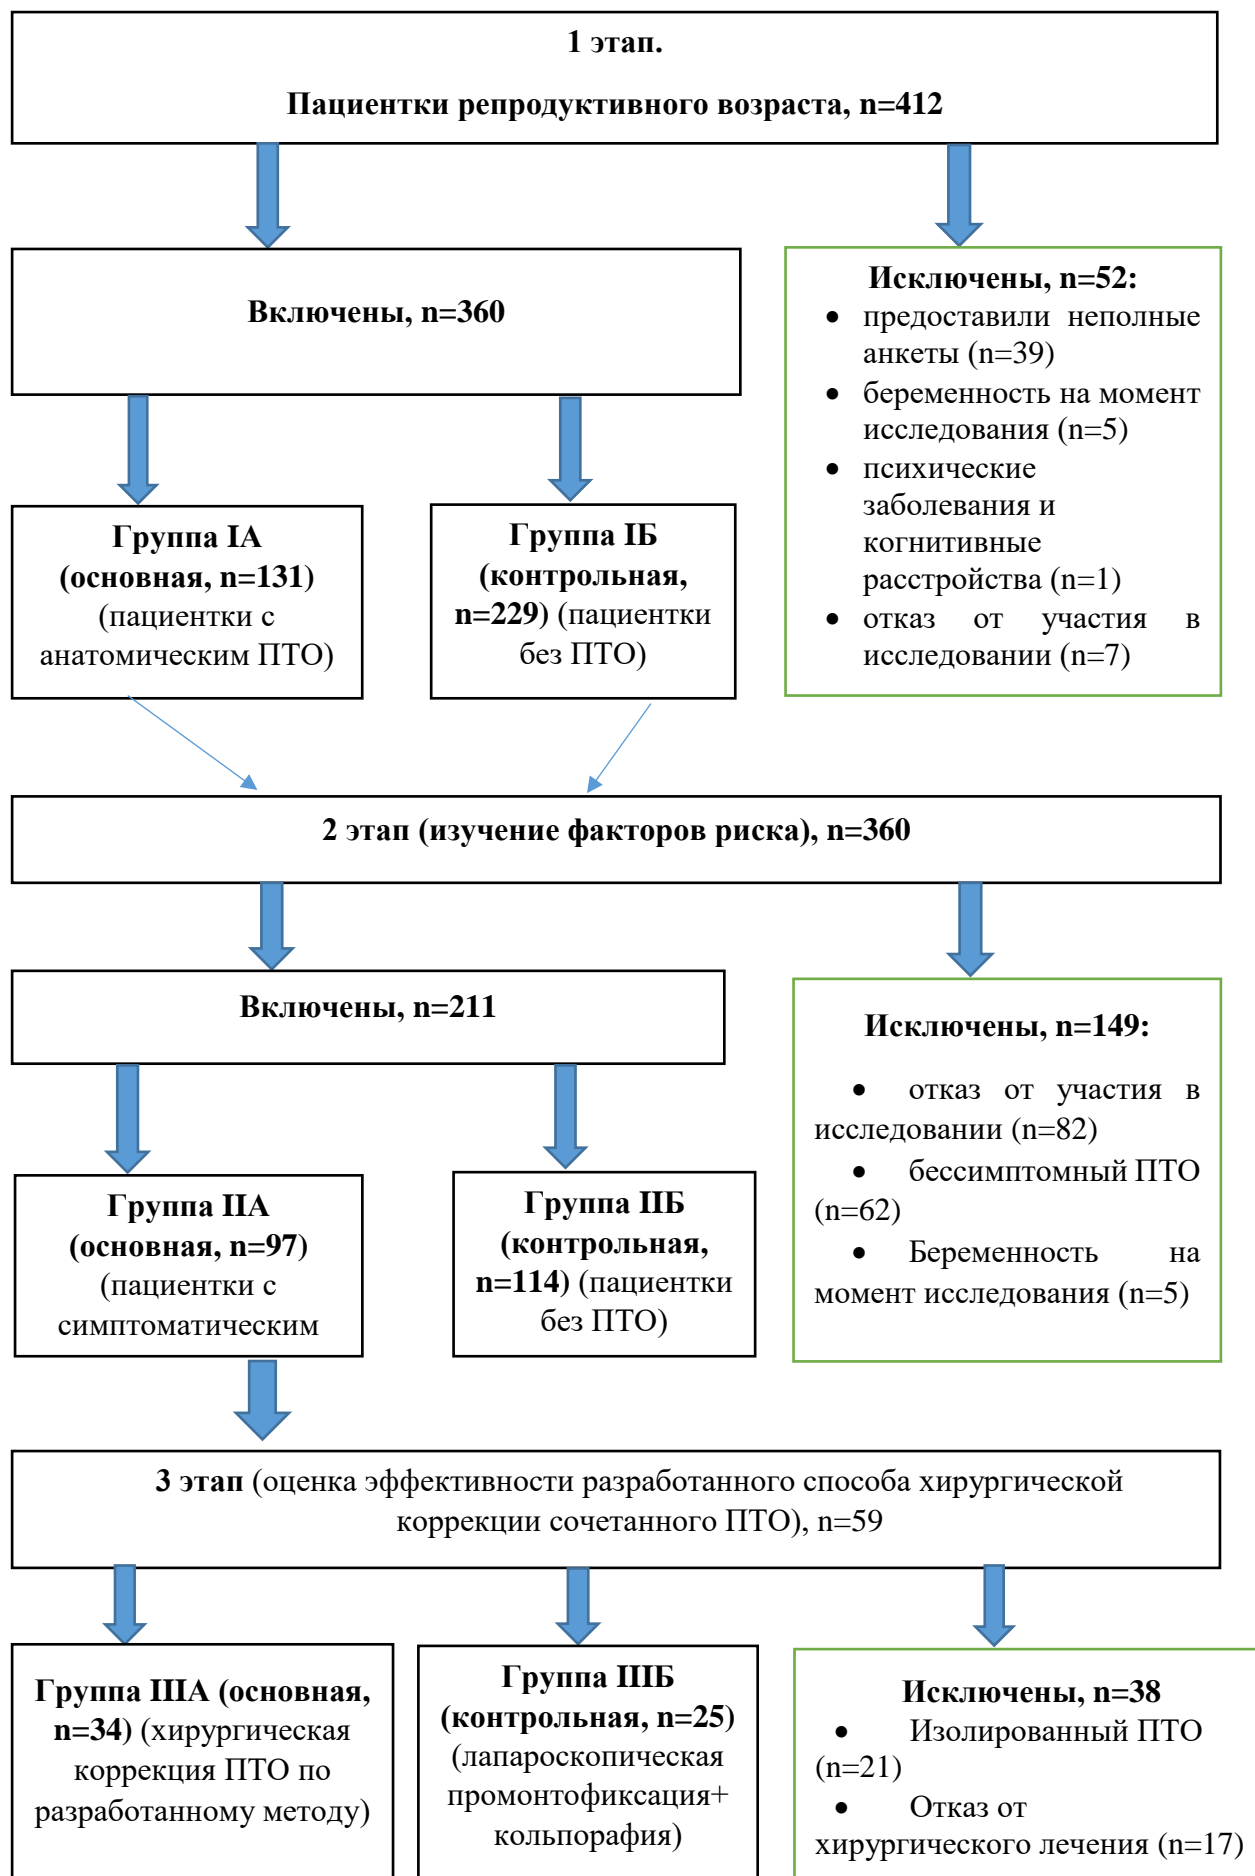 1 этап.
Пациентки репродуктивного возраста, n=412
Включены, n=360
Исключены, n=52:
• предоставили неполные
анкеты (n=39)
• беременность на момент
исследования (n=5)
• психические
заболевания и
когнитивные
расстройства (n=1)
• отказ от участия в
исследовании (n=7)
Группа IА
(основная, n=131)
(пациентки с
анатомическим ПТО)
Группа IБ
(контрольная,
n=229) (пациентки
без ПТО)
2 этап (изучение факторов риска), n=360
Включены, n=211
Исключены, n=149:
• отказ от участия в
исследовании (n=82)
• бессимптомный ПТО
(n=62)
• Беременность на
момент исследования (n=5)
Группа IIА
(основная, n=97)
(пациентки с
симптоматическим
Группа IIБ
(контрольная,
n=114) (пациентки
без ПТО)
3 этап (оценка эффективности разработанного способа хирургической
коррекции сочетанного ПТО), n=59
Группа IIIА (основная,
n=34) (хирургическая
коррекция ПТО по
разработанному методу)
Группа IIIБ
(контрольная, n=25)
(лапароскопическая
промонтофиксация+
кольпорафия)
Исключены, n=38
• Изолированный ПТО
(n=21)
• Отказ от
хирургического лечения (n=17)